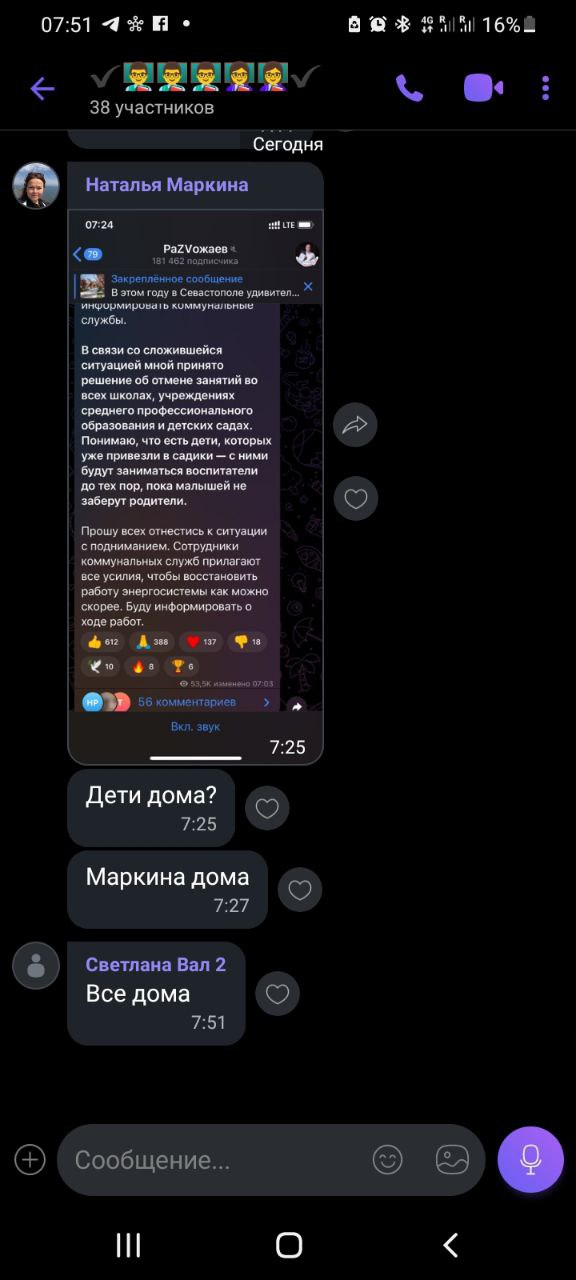 07:51
4G R R 16%
38 участников
Сегодня
Наталья Маркина
07:24
LTE
79
РаZVожаев
181 462 подписчика
Закреплённое сообщение
В этом году в Севастополе удивител...
информировать коммунальные
службы.
В связи со сложившейся
ситуацией мной принято
решение об отмене занятий во
всех школах, учреждениях
среднего профессионального
образования и детских садах.
Понимаю, что есть дети, которых
уже привезли в садики — с ними
будут заниматься воспитатели
до тех пор, пока малышей не
заберут родители.
Прошу всех отнестись к ситуации
с подниманием. Сотрудники
коммунальных служб прилагают
все усилия, чтобы восстановить
работу энергосистемы как можно
скорее. Буду информировать о
ходе работ.
612 388 137 18
10 8 6
53,5K изменено 07:03
НР Т 56 комментариев
Вкл. звук
7:25
Дети дома?
7:25
Маркина дома
7:27
Светлана Вал 2
Все дома
7:51
Сообщение...